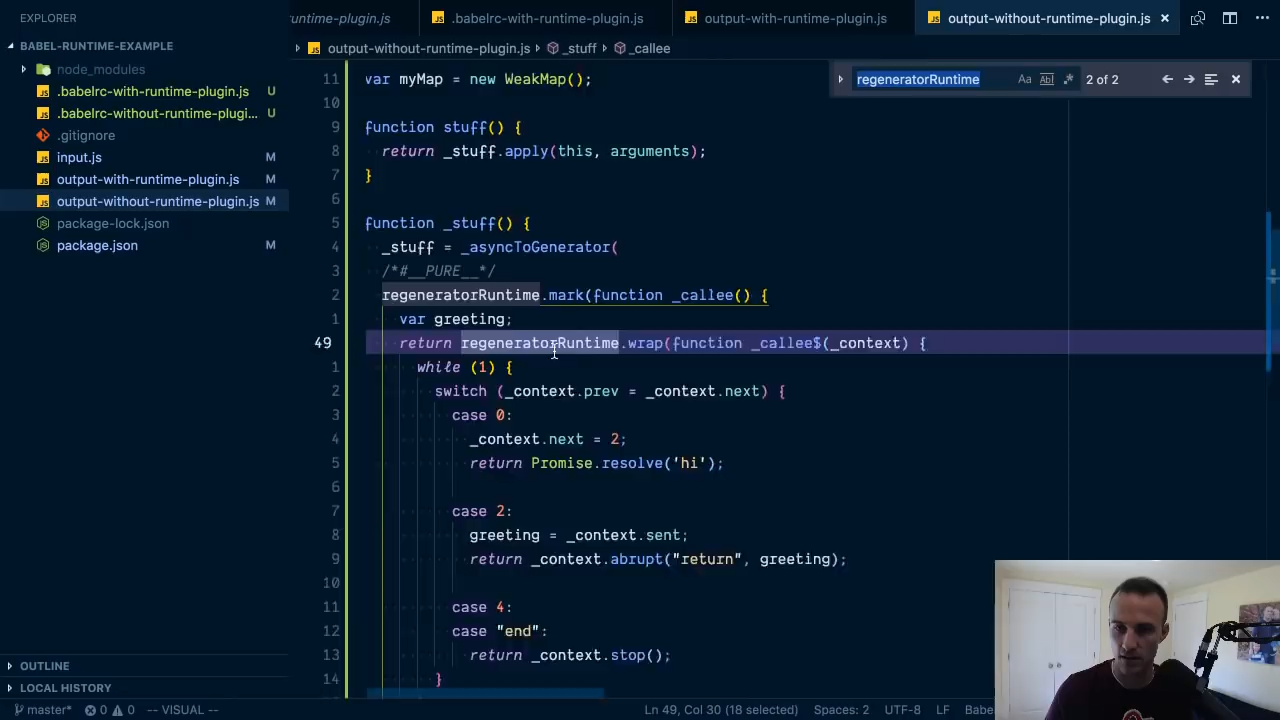 EXPLORER
BABEL-RUNTIME-EXAMPLE
node_modules
.babelrc-with-runtime-plugin.js U
.babelrc-without-runtime-plugi... U
.gitignore
input.js M
output-with-runtime-plugin.js M
output-without-runtime-plugin.js M
package-lock.json
package.json M
OUTLINE
LOCAL HISTORY
untime-plugin.js
.babelrc-with-runtime-plugin.js
output-with-runtime-plugin.js
output-without-runtime-plugin.js
output-without-runtime-plugin.js > _stuff > _callee
regeneratorRuntime Aa Abl .* 2 of 2
11 var myMap = new WeakMap();
10
9 function stuff() {
8 return _stuff.apply(this, arguments);
7 }
6
5 function _stuff() {
4 _stuff = _asyncToGenerator(
3 /*#__PURE__*/
2 regeneratorRuntime.mark(function _callee() {
1 var greeting;
49 return regeneratorRuntime.wrap(function _callee$(_context) {
1 while (1) {
2 switch (_context.prev = _context.next) {
3 case 0:
4 _context.next = 2;
5 return Promise.resolve('hi');
6
7 case 2:
8 greeting = _context.sent;
9 return _context.abrupt("return", greeting);
10
11 case 4:
12 case "end":
13 return _context.stop();
14 }
master* 0 0 -- VISUAL -- Ln 49, Col 30 (18 selected) Spaces: 2 UTF-8 LF Babe